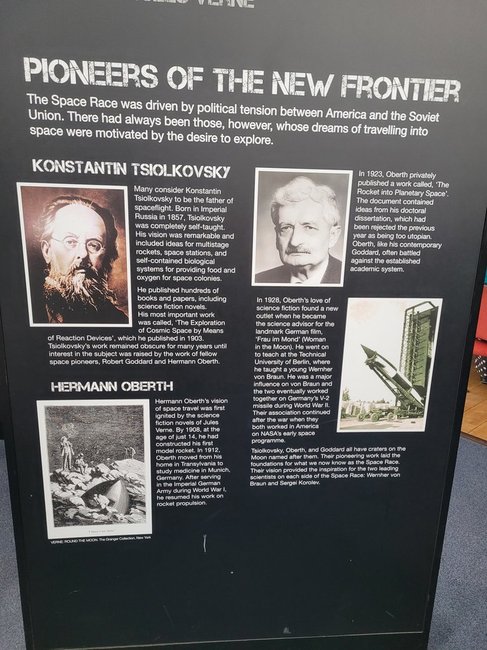 JULES VERNE
PIONEERS OF THE NEW FRONTIER
The Space Race was driven by political tension between America and the Soviet
Union. There had always been those, however, whose dreams of travelling into
space were motivated by the desire to explore.
KONSTANTIN TSIOLKOVSKY
Many consider Konstantin
Tsiolkovsky to be the father of
spaceflight. Born in Imperial
Russia in 1857, Tsiolkovsky
was completely self-taught.
His vision was remarkable and
included ideas for multistage
rockets, space stations, and
self-contained biological
systems for providing food and
oxygen for space colonies.
He published hundreds of
books and papers, including
science fiction novels.
His most important work
was called, 'The Exploration
of Cosmic Space by Means
of Reaction Devices', which he published in 1903.
Tsiolkovsky's work remained obscure for many years until
interest in the subject was raised by the work of fellow
space pioneers, Robert Goddard and Hermann Oberth.
HERMANN OBERTH
Hermann Oberth's vision
of space travel was first
ignited by the science
fiction novels of Jules
Verne. By 1908, at the
age of just 14, he had
constructed his first
model rocket. In 1912,
Oberth moved from his
home in Transylvania to
study medicine in Munich,
Germany. After serving
in the Imperial German
Army during World War I,
he resumed his work on
rocket propulsion.
VERNE: ROUND THE MOON. The Granger Collection, New York
In 1923, Oberth privately
published a work called, 'The
Rocket into Planetary Space'.
The document contained
ideas from his doctoral
dissertation, which had
been rejected the previous
year as being too utopian.
Oberth, like his contemporary
Goddard, often battled
against the established
academic system.
In 1928, Oberth's love of
science fiction found a new
outlet when he became
the science advisor for the
landmark German film,
'Frau im Mond' (Woman
in the Moon). He went on
to teach at the Technical
University of Berlin, where
he taught a young Wernher
von Braun. He was a major
influence on von Braun and
the two eventually worked
together on Germany's V-2
missile during World War II.
Their association continued
after the war when they
both worked in America
on NASA's early space
programme.
Tsiolkovsky, Oberth, and Goddard all have craters on the
Moon named after them. Their pioneering work laid the
foundations for what we now know as the Space Race.
Their vision provided the inspiration for the two leading
scientists on each side of the Space Race: Wernher von
Braun and Sergei Korolev.